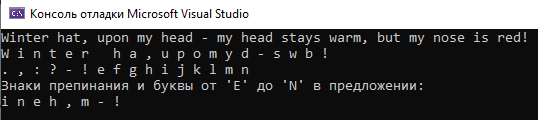 Консоль отладки Microsoft Visual Studio
Winter hat, upon my head - my head stays warm, but my nose is red!
W i n t e r   h a , u p o m y d - s w b !
. , : ? - ! e f g h i j k l m n
Знаки препинания и буквы от 'E' до 'N' в предложении:
i n e h , m - !